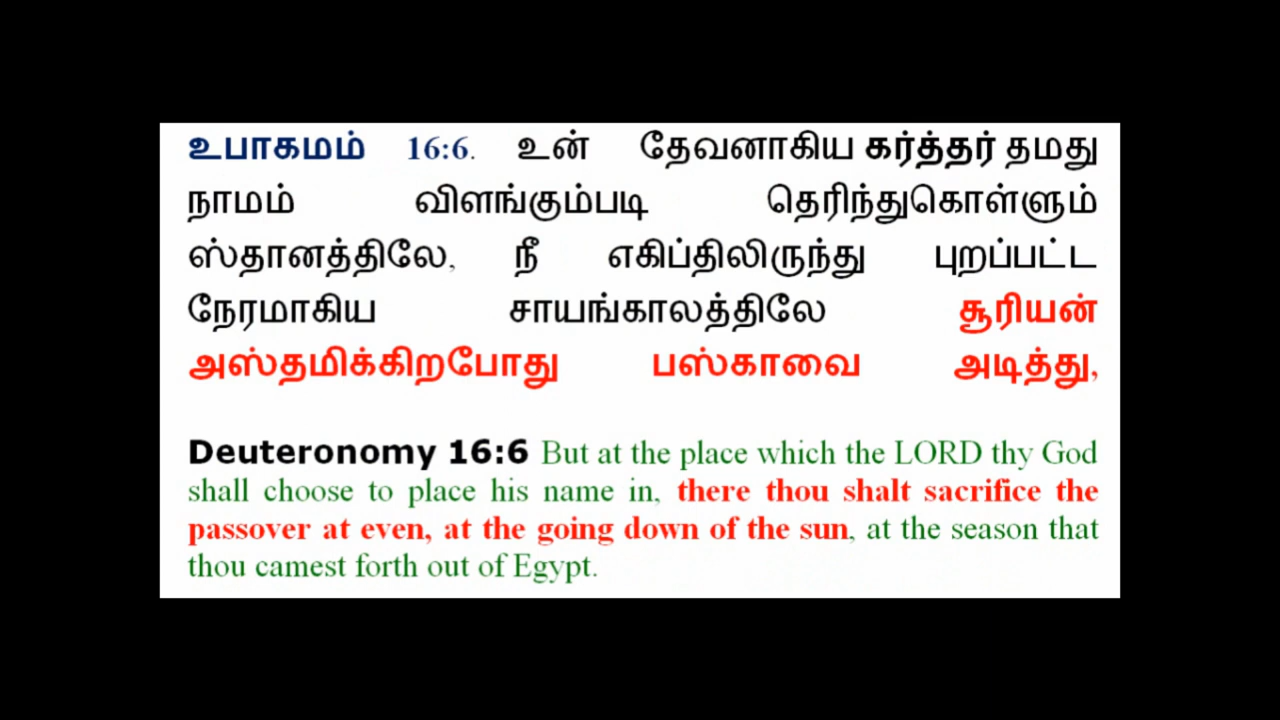 உபாகமம் 16:6. உன் தேவனாகிய கர்த்தர் தமது
நாமம் விளங்கும்படி தெரிந்துகொள்ளும்
ஸ்தானத்திலே, நீ எகிப்திலிருந்து புறப்பட்ட
நேரமாகிய சாயங்காலத்திலே சூரியன்
அஸ்தமிக்கிறபோது பஸ்காவை அடித்து,
Deuteronomy 16:6 But at the place which the LORD thy God
shall choose to place his name in, there thou shalt sacrifice the
passover at even, at the going down of the sun, at the season that
thou camest forth out of Egypt.